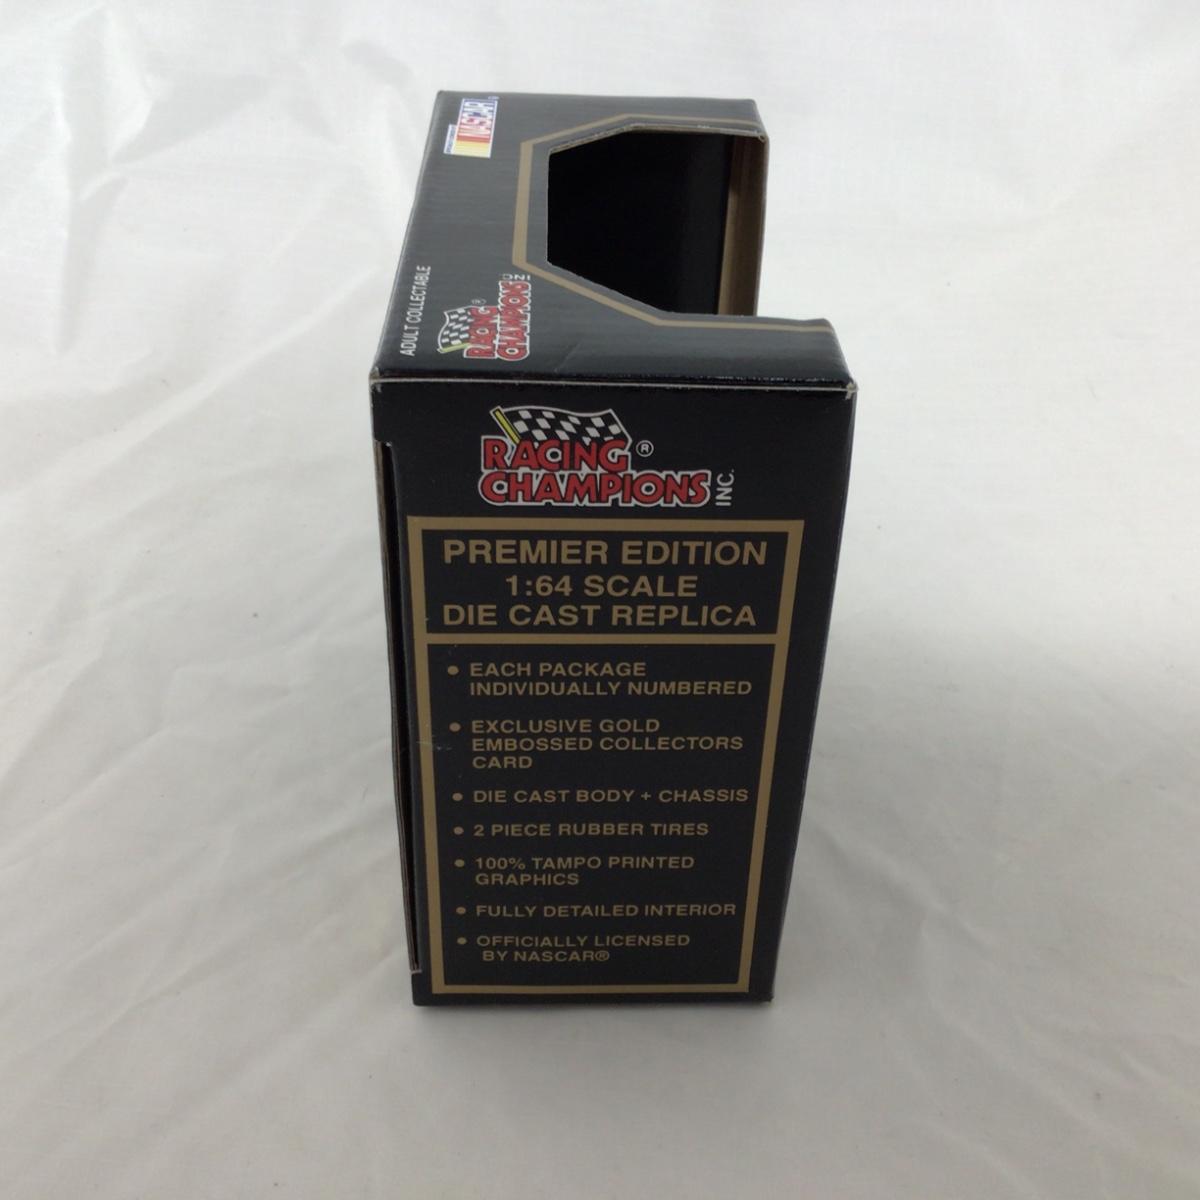 NASCAR
ADULT COLLECTABLE
RACING ®
CHAMPIONS INC
RACING ®
CHAMPIONS INC.
PREMIER EDITION
1:64 SCALE
DIE CAST REPLICA
• EACH PACKAGE
INDIVIDUALLY NUMBERED
• EXCLUSIVE GOLD
EMBOSSED COLLECTORS
CARD
• DIE CAST BODY + CHASSIS
• 2 PIECE RUBBER TIRES
• 100% TAMPO PRINTED
GRAPHICS
• FULLY DETAILED INTERIOR
• OFFICIALLY LICENSED
BY NASCAR®